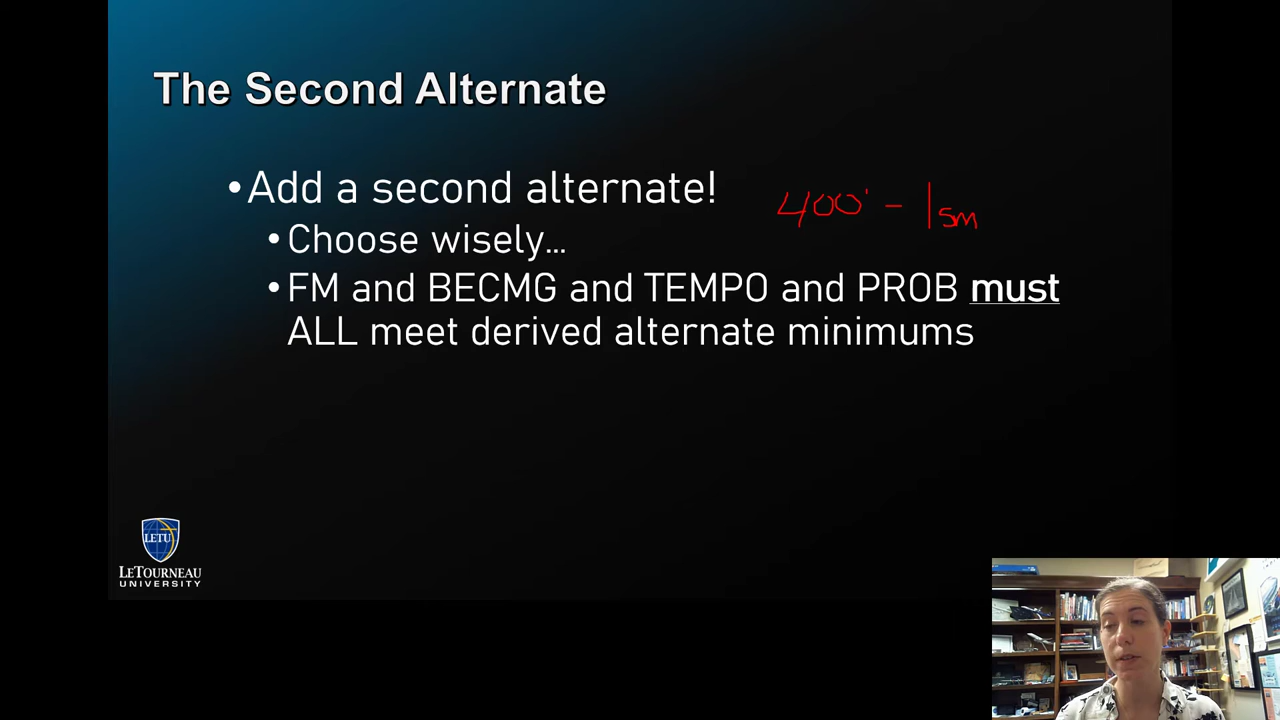 The Second Alternate
•Add a second alternate!
400' - 1sm
•Choose wisely…
•FM and BECMG and TEMPO and PROB must
ALL meet derived alternate minimums
LETU
LETOURNEAU
UNIVERSITY